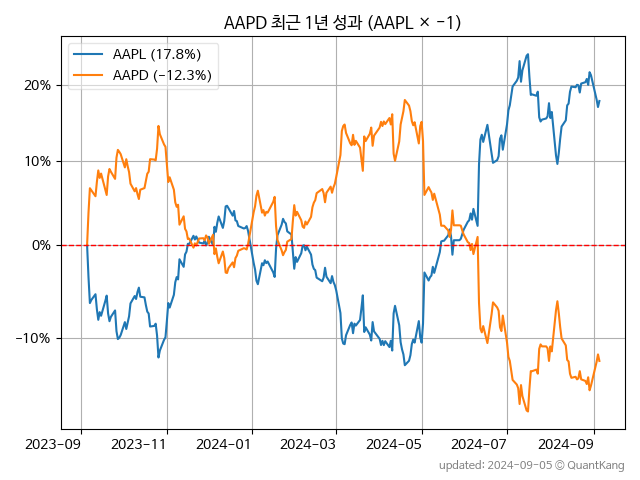 AAPD 최근 1년 성과 (AAPL × −1)
AAPL (17.8%)
AAPD (−12.3%)
20%
10%
0%
−10%
2023-09 2023-11 2024-01 2024-03 2024-05 2024-07 2024-09
updated: 2024-09-05 © QuantKang